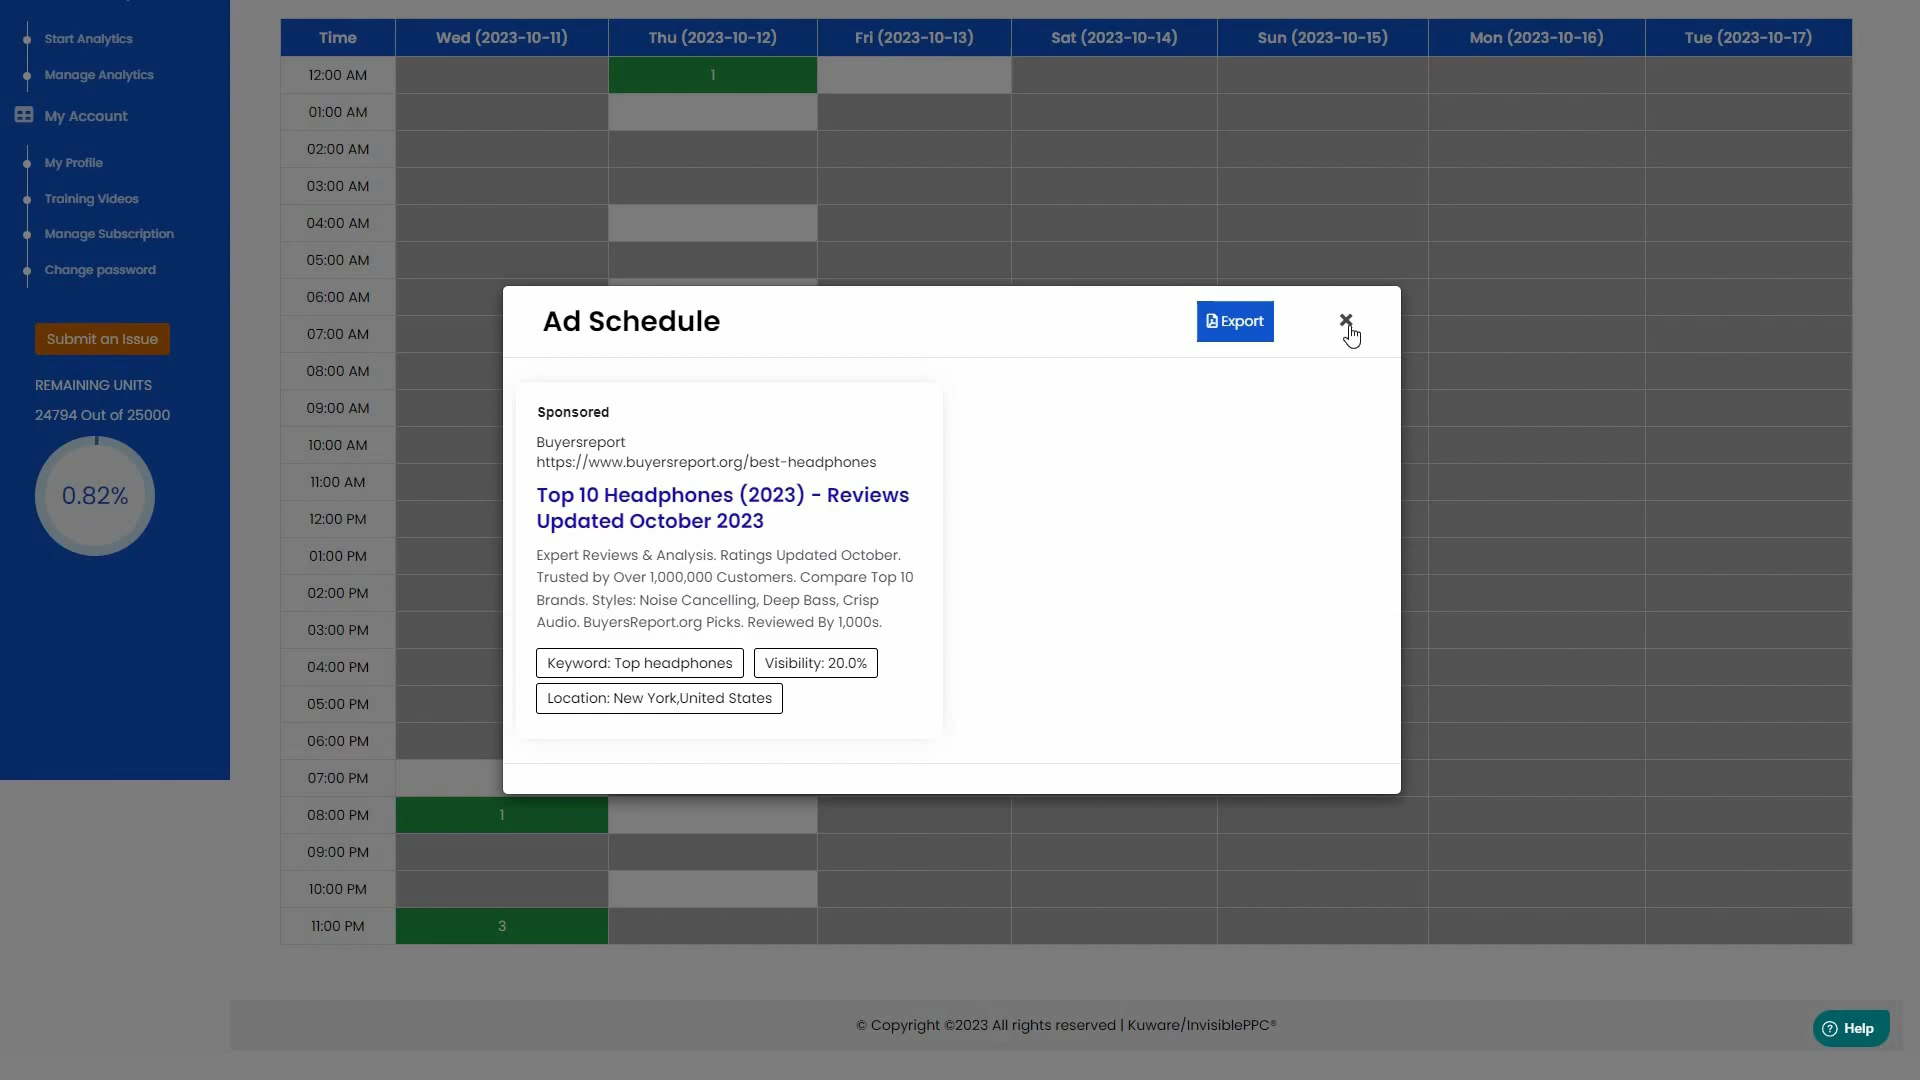 Start Analytics
Manage Analytics
My Account
My Profile
Training Videos
Manage Subscription
Change password
Submit an Issue
REMAINING UNITS
24794 Out of 25000
0.82%
Time Wed (2023-10-11) Thu (2023-10-12) Fri (2023-10-13) Sat (2023-10-14) Sun (2023-10-15) Mon (2023-10-16) Tue (2023-10-17)
12:00 AM 1
01:00 AM
02:00 AM
03:00 AM
04:00 AM
05:00 AM
06:00 AM
07:00 AM
08:00 AM
09:00 AM
10:00 AM
11:00 AM
12:00 PM
01:00 PM
02:00 PM
03:00 PM
04:00 PM
05:00 PM
06:00 PM
07:00 PM
08:00 PM 1
09:00 PM
10:00 PM
11:00 PM 3
Ad Schedule
Export
Sponsored
Buyersreport
https://www.buyersreport.org/best-headphones
Top 10 Headphones (2023) - Reviews
Updated October 2023
Expert Reviews & Analysis. Ratings Updated October.
Trusted by Over 1,000,000 Customers. Compare Top 10
Brands. Styles: Noise Cancelling, Deep Bass, Crisp
Audio. BuyersReport.org Picks. Reviewed By 1,000s.
Keyword: Top headphones Visibility: 20.0%
Location: New York,United States
© Copyright ©2023 All rights reserved | Kuware/InvisiblePPC®
Help